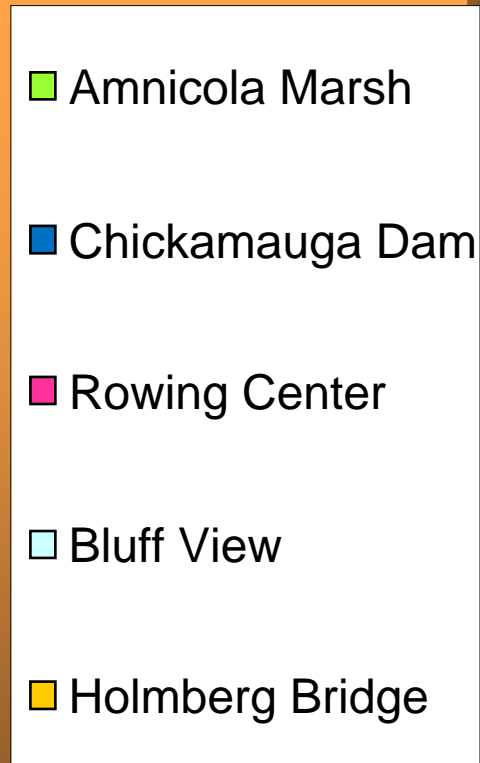 Amnicola Marsh
Chickamauga Dam
Rowing Center
Bluff View
Holmberg Bridge